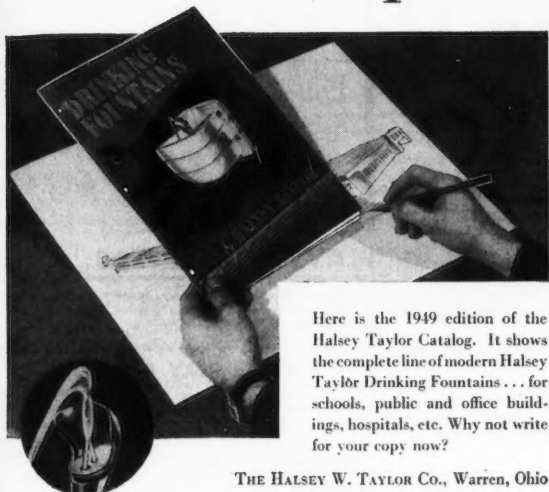 DRINKING
FOUNTAINS
Here is the 1949 edition of the
Halsey Taylor Catalog. It shows
the complete line of modern Halsey
Taylor Drinking Fountains . . . for
schools, public and office build-
ings, hospitals, etc. Why not write
for your copy now?
THE HALSEY W. TAYLOR Co., Warren, Ohio